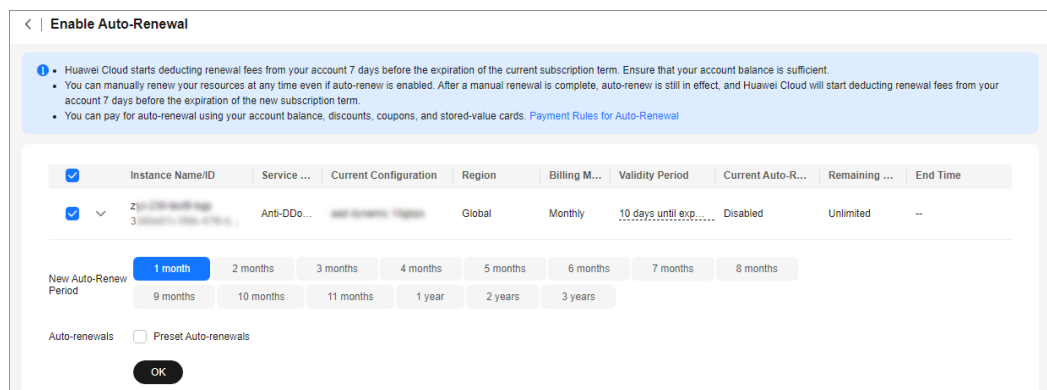 Enable Auto-Renewal
Huawei Cloud starts deducting renewal fees from your account 7 days before the expiration of the current subscription term. Ensure that your account balance is sufficient.
You can manually renew your resources at any time even if auto-renew is enabled. After a manual renewal is complete, auto-renew is still in effect, and Huawei Cloud will start deducting renewal fees from your
account 7 days before the expiration of the new subscription term.
You can pay for auto-renewal using your account balance, discounts, coupons, and stored-value cards. Payment Rules for Auto-Renewal
Instance Name/ID Service ... Current Configuration Region Billing M... Validity Period Current Auto-R... Remaining ... End Time
Anti-DDo... Global Monthly 10 days until exp... Disabled Unlimited --
3
New Auto-Renew
Period
1 month 2 months 3 months 4 months 5 months 6 months 7 months 8 months
9 months 10 months 11 months 1 year 2 years 3 years
Auto-renewals Preset Auto-renewals
OK